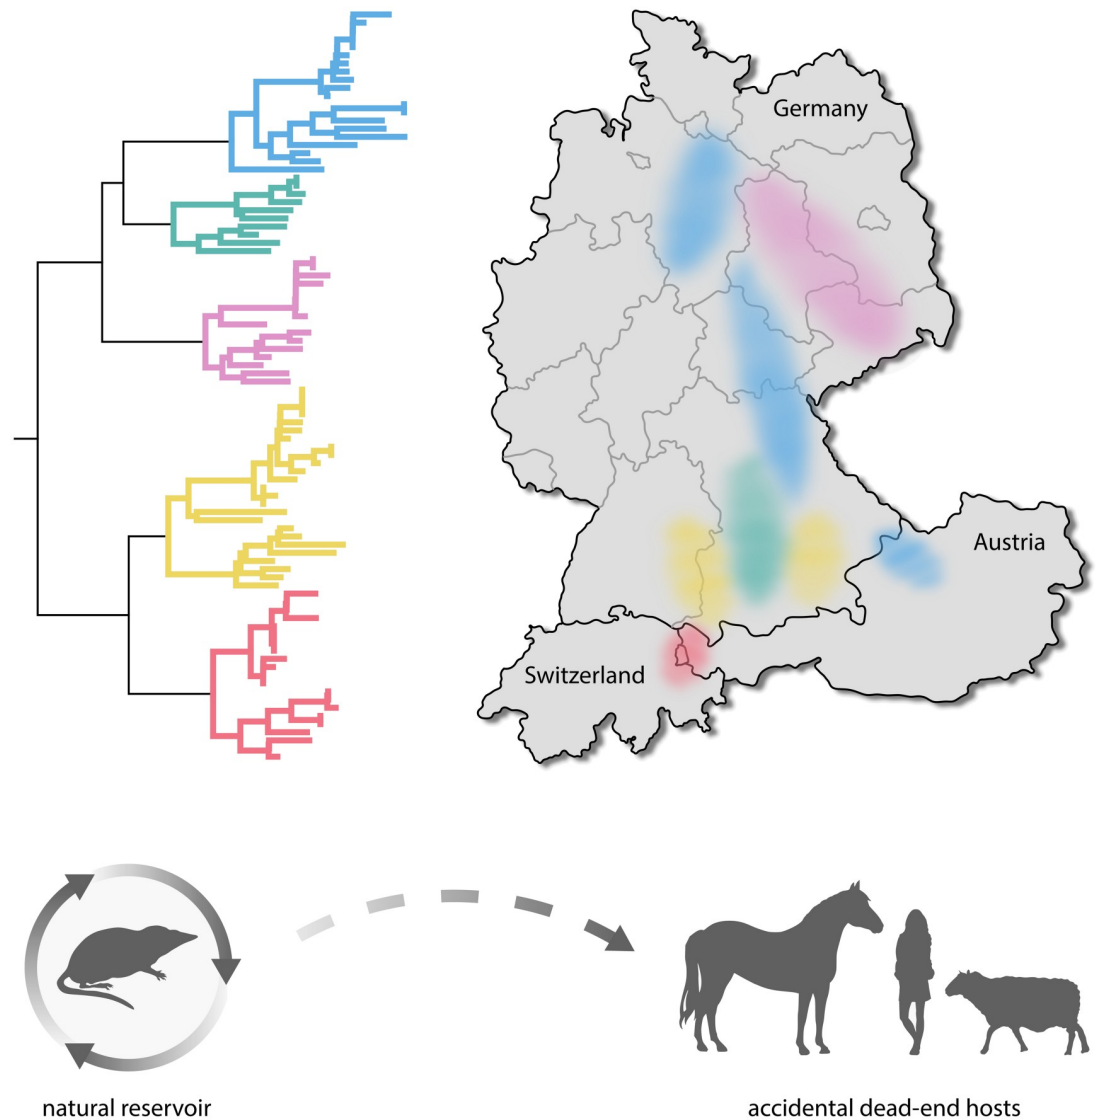 Germany
Austria
Switzerland
natural reservoir
accidental dead-end hosts